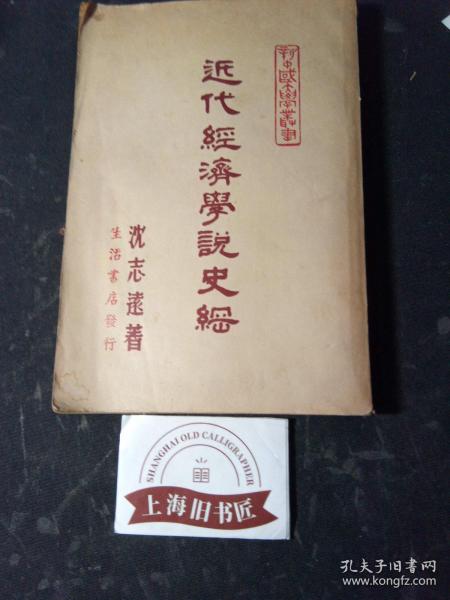 新中國大學叢書
近代經濟學說史綱
沈志遠著
生活書店發行
SHANGHAI OLD CALLIGRAPHER
上海旧书匠
孔夫子旧书网
www.kongfz.com